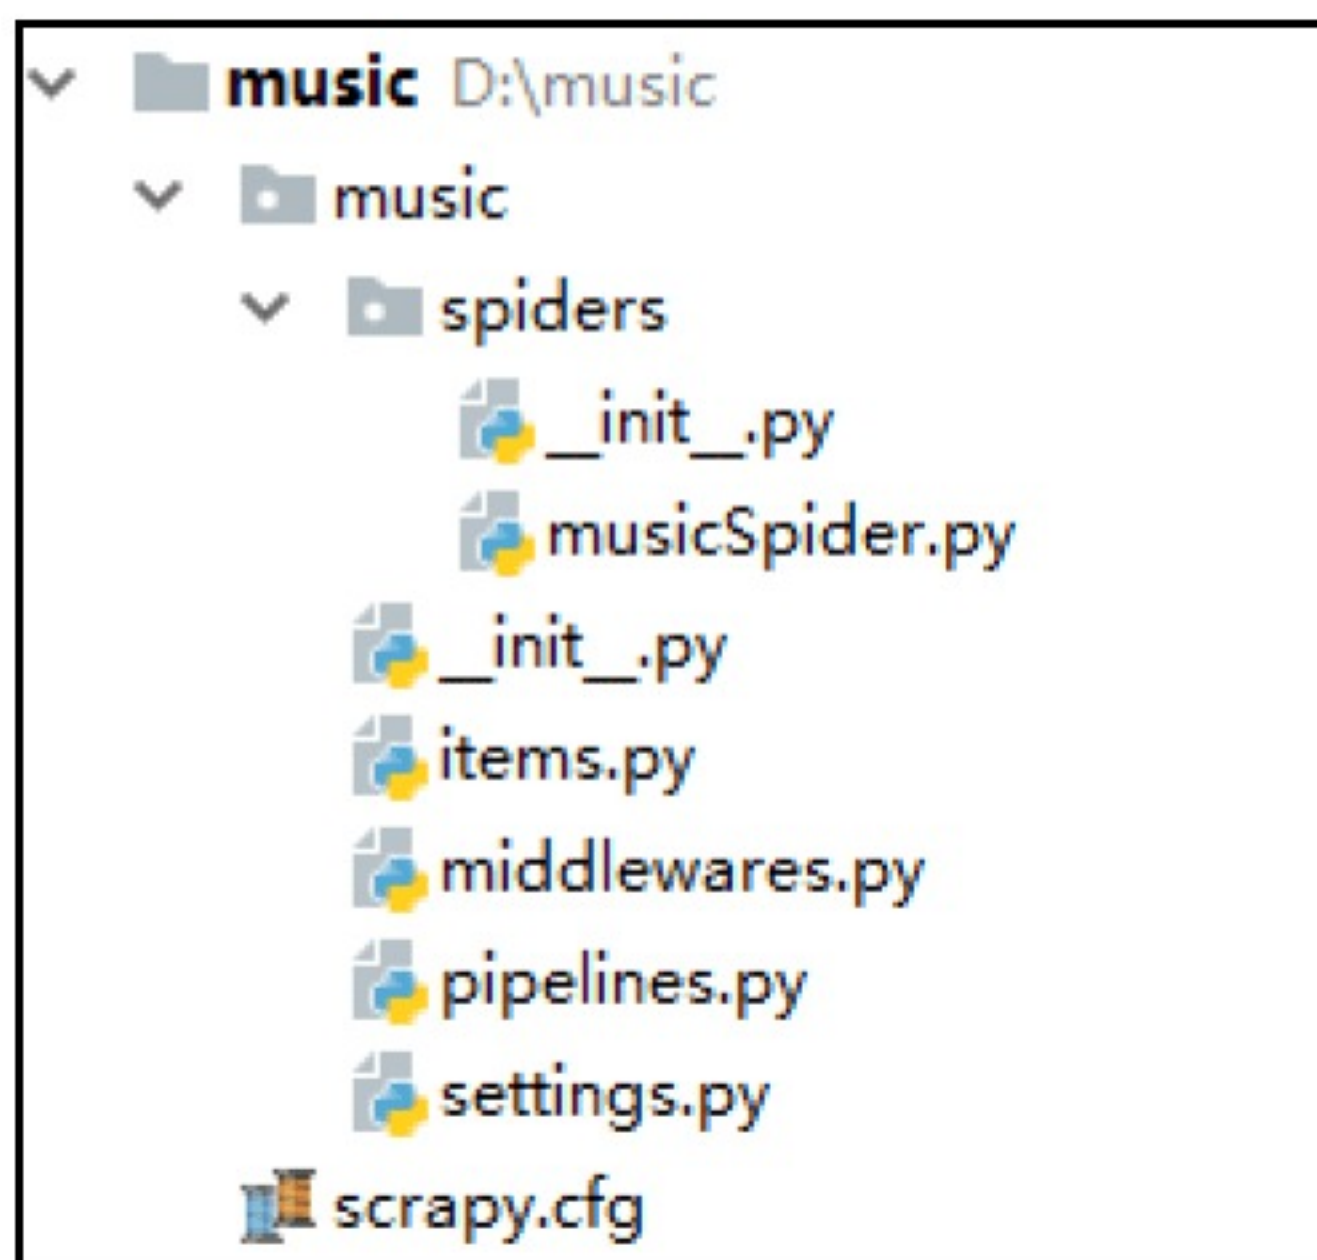 music D:\music
music
spiders
__init__.py
musicSpider.py
__init__.py
items.py
middlewares.py
pipelines.py
settings.py
scrapy.cfg